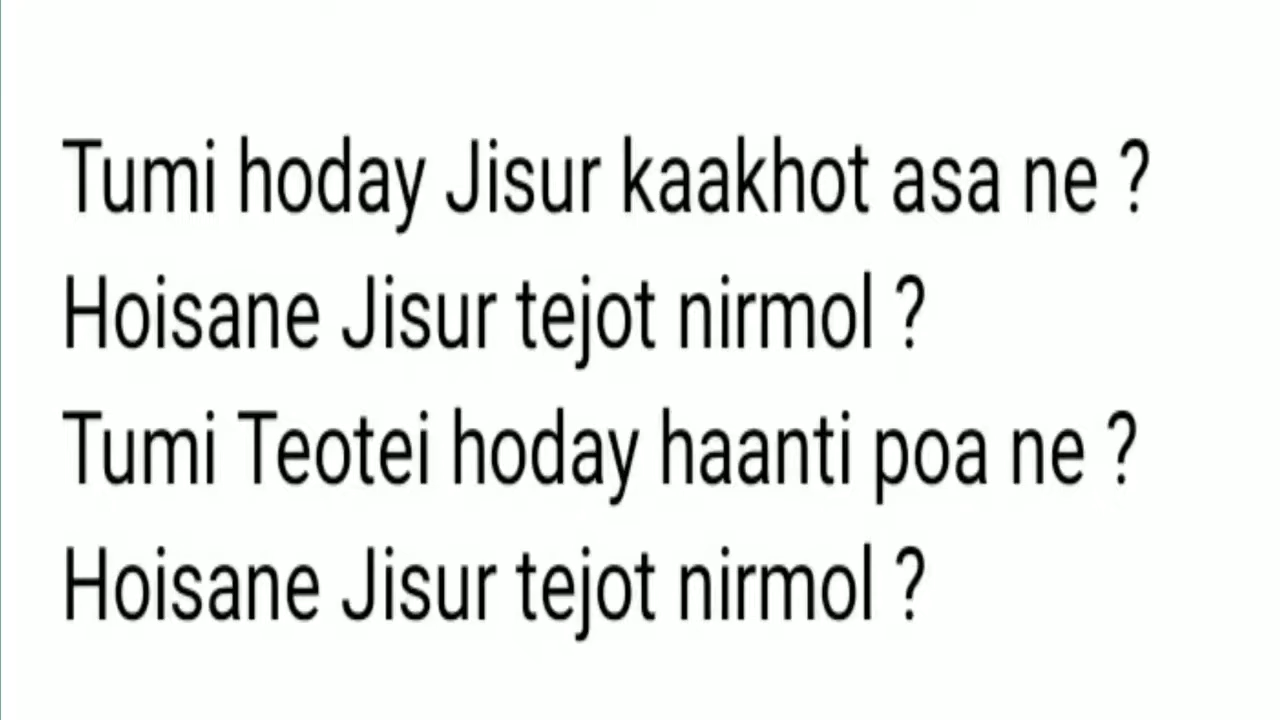 Tumi hoday Jisur kaakhot asa ne ?
Hoisane Jisur tejot nirmol ?
Tumi Teotei hoday haanti poa ne ?
Hoisane Jisur tejot nirmol ?